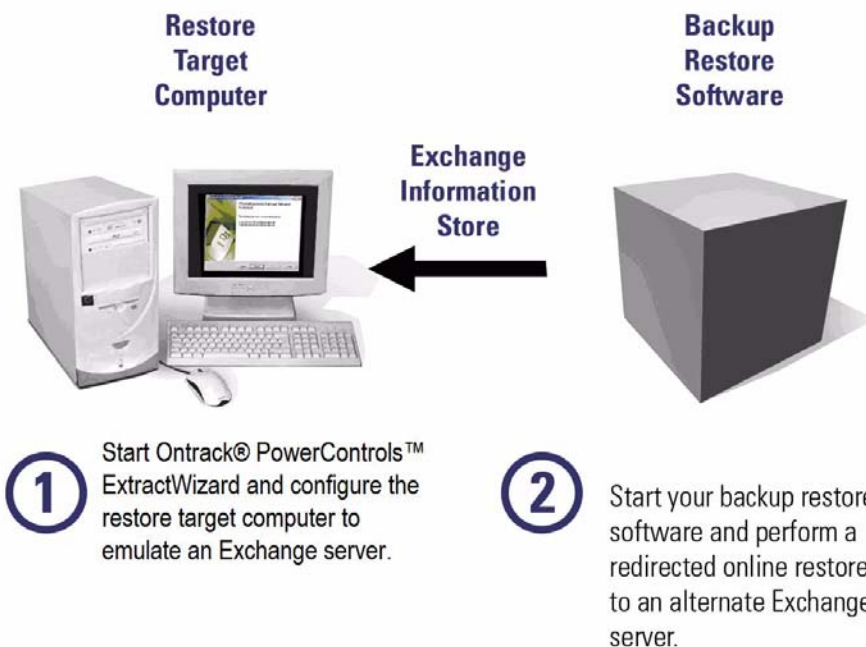 Restore
Target
Computer
Backup
Restore
Software
Exchange
Information
Store
1
Start Ontrack® PowerControls™
ExtractWizard and configure the
restore target computer to
emulate an Exchange server.
2
Start your backup restore
software and perform a
redirected online restore
to an alternate Exchange
server.